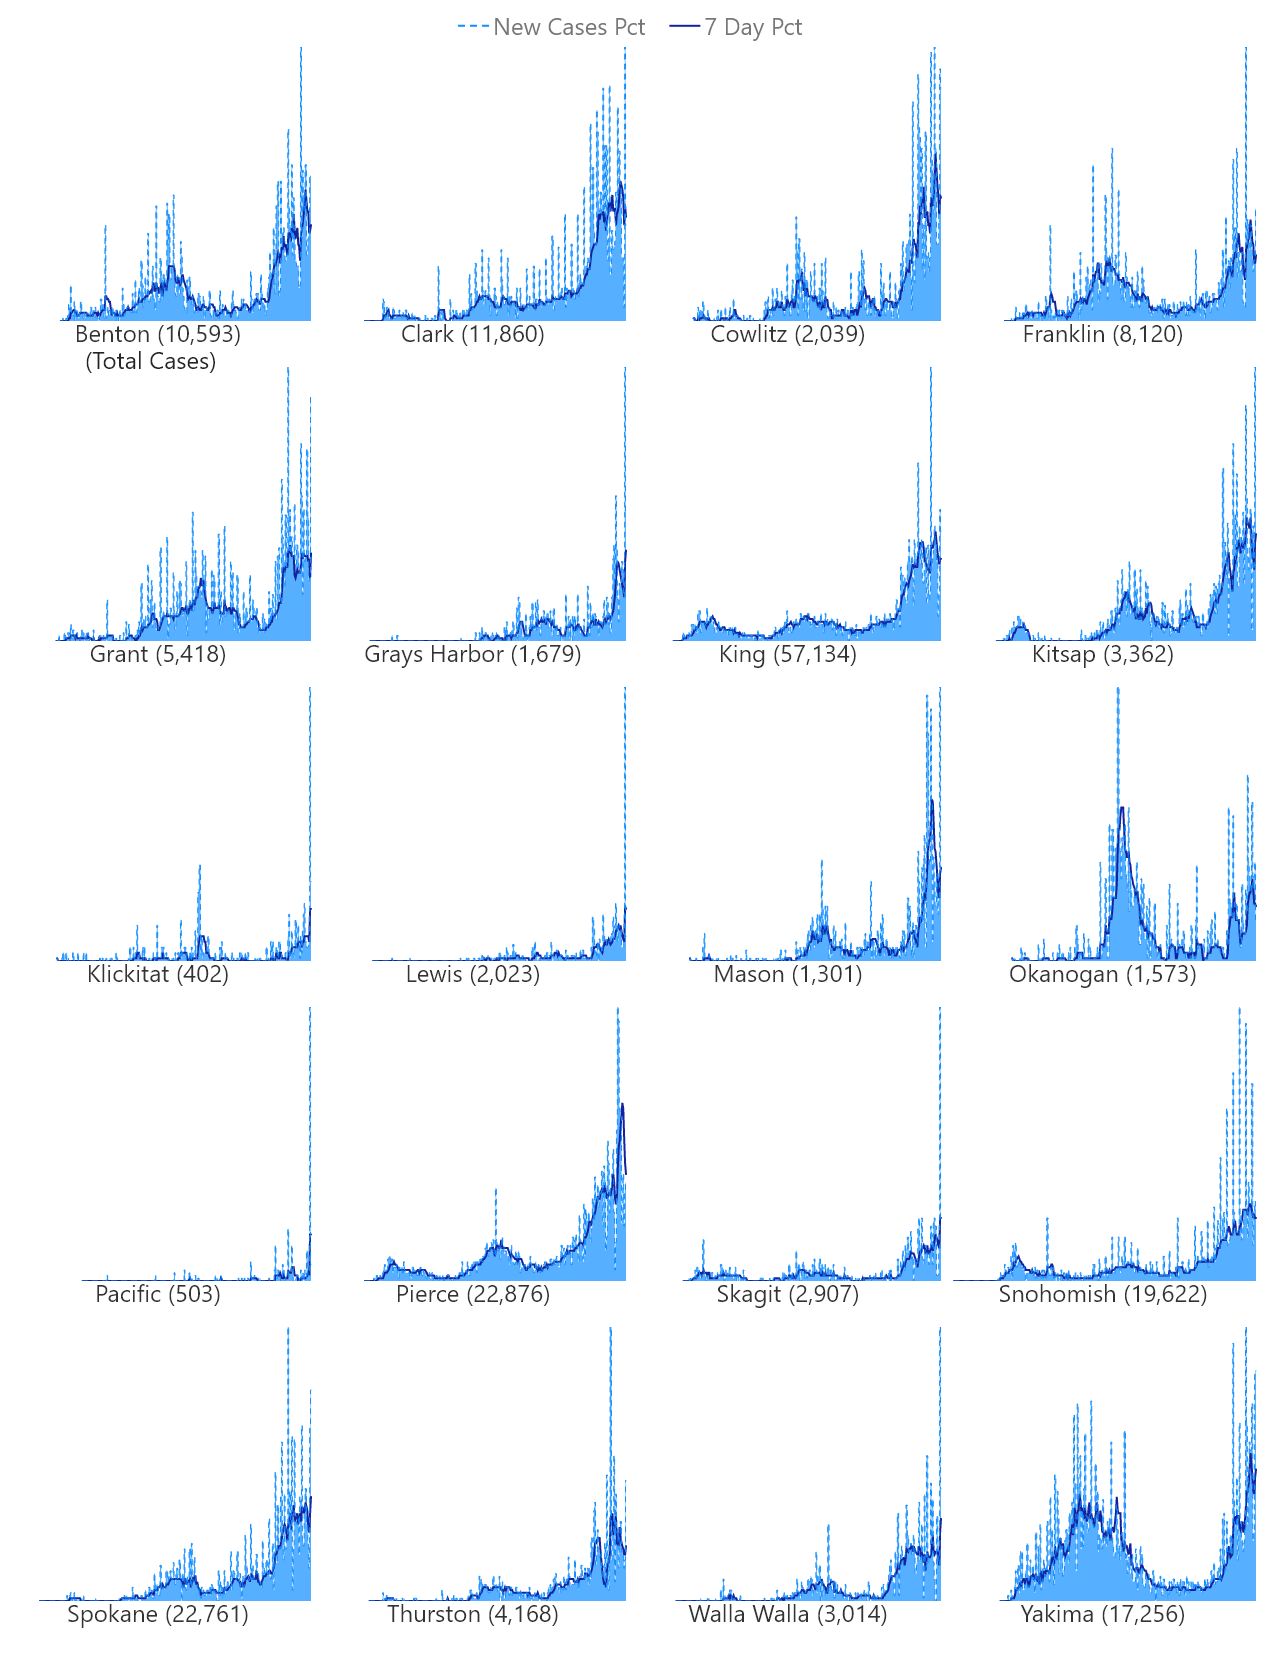 New Cases Pct 7 Day Pct
Benton (10,593) Clark (11,860) Cowlitz (2,039) Franklin (8,120)
(Total Cases)
Grant (5,418) Grays Harbor (1,679) King (57,134) Kitsap (3,362)
Klickitat (402) Lewis (2,023) Mason (1,301) Okanogan (1,573)
Pacific (503) Pierce (22,876) Skagit (2,907) Snohomish (19,622)
Spokane (22,761) Thurston (4,168) Walla Walla (3,014) Yakima (17,256)